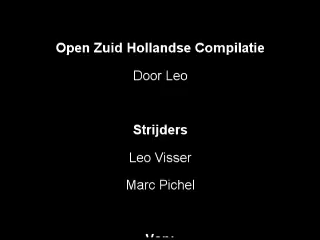 Open Zuid Hollandse Compilatie
Door Leo
Strijders
Leo Visser
Marc Pichel